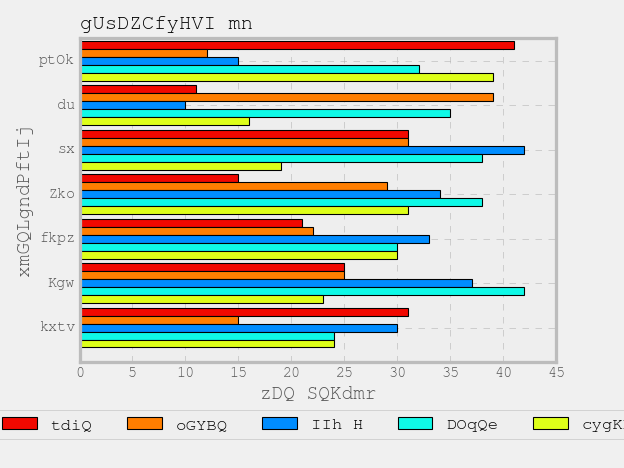 gUsDZCfyHVI mn
ptOk
du
sx
Zko
fkpz
Kgw
kxtv
xmGQLgndPftIj
0 5 10 15 20 25 30 35 40 45
zDQ SQKdmr
tdiQ oGYBQ IIh H DOqQe